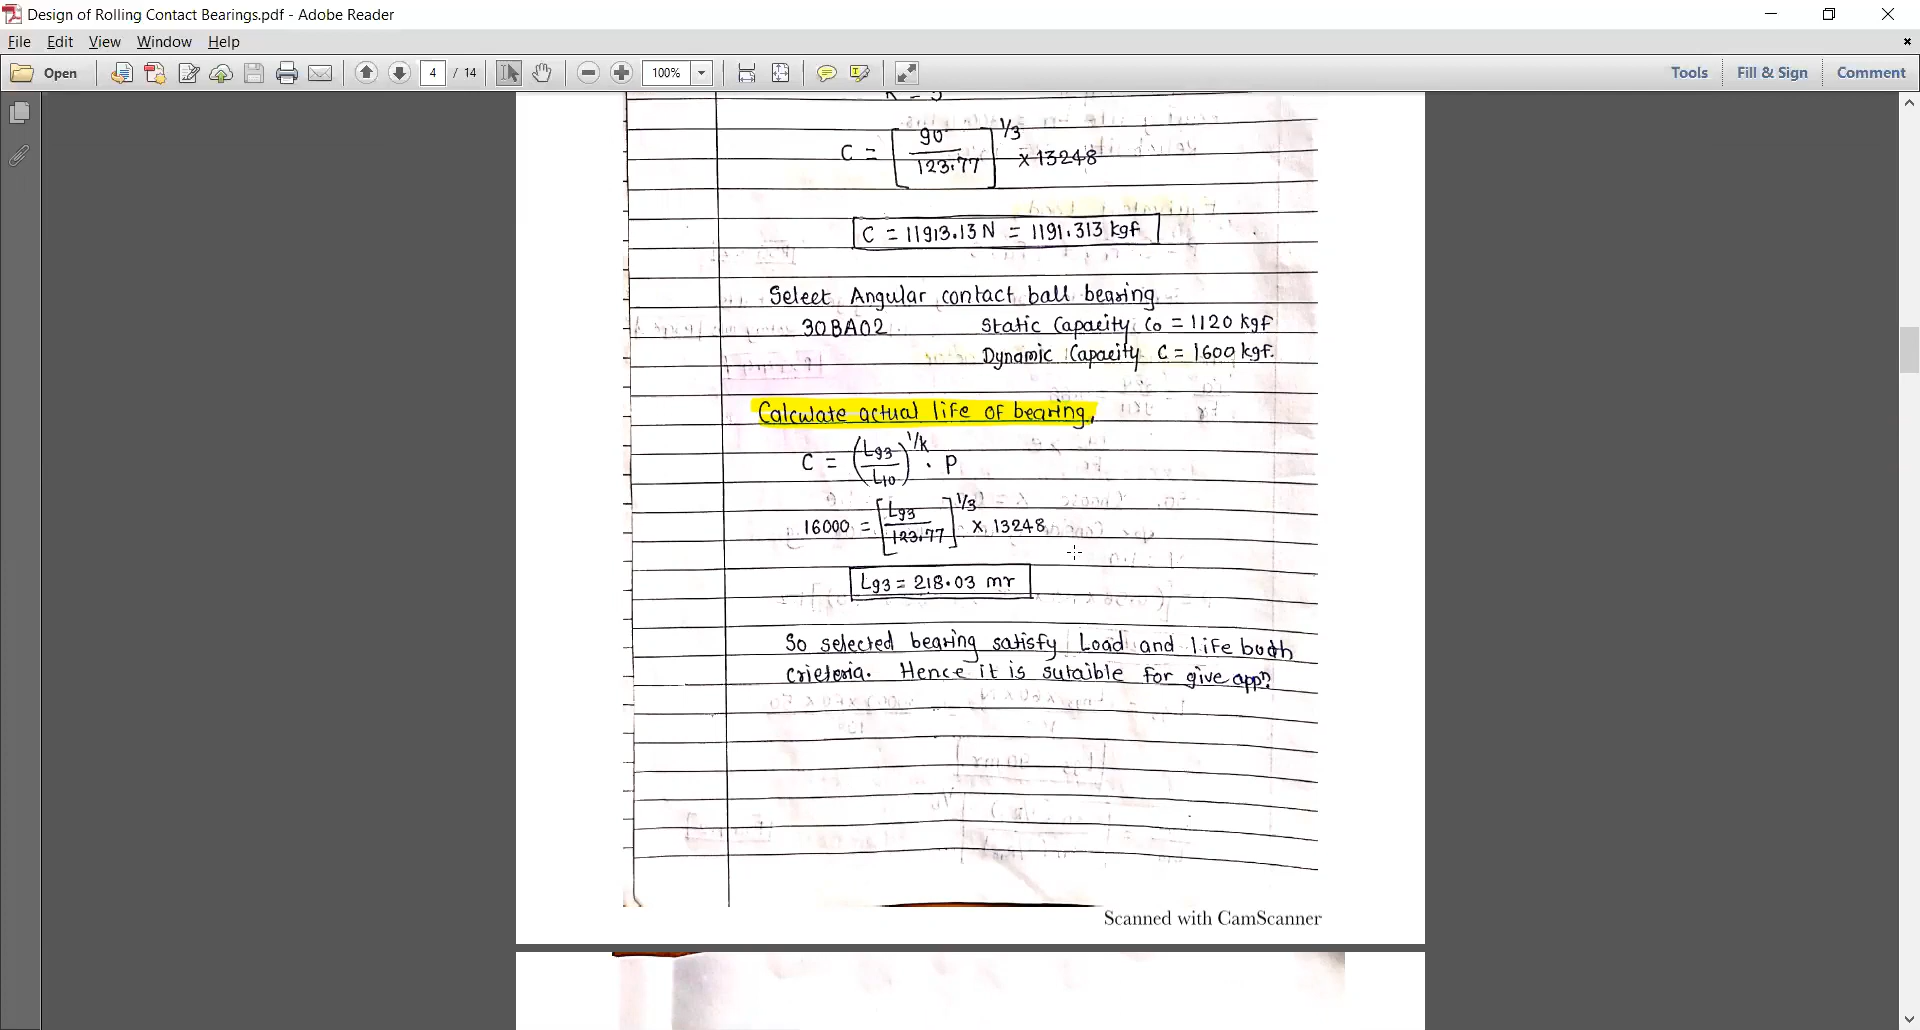 Design of Rolling Contact Bearings.pdf - Adobe Reader
File Edit View Window Help
Open 4 / 14 100% Tools Fill & Sign Comment
C = [90 / 123.77]^1/3 × 13248
C = 11913.13 N = 1191.313 kgf
Select Angular contact ball bearing
30BA02 Static Capacity Co = 1120 kgf
Dynamic Capacity C = 1600 kgf.
Calculate actual life of bearing.
C = (L93 / L10)^1/k . P
16000 = [L93 / 123.77]^1/3 × 13248
L93 = 218.03 mr
So selected bearing satisfy Load and life both
crieteria. Hence it is sutaible for give appn.
Scanned with CamScanner